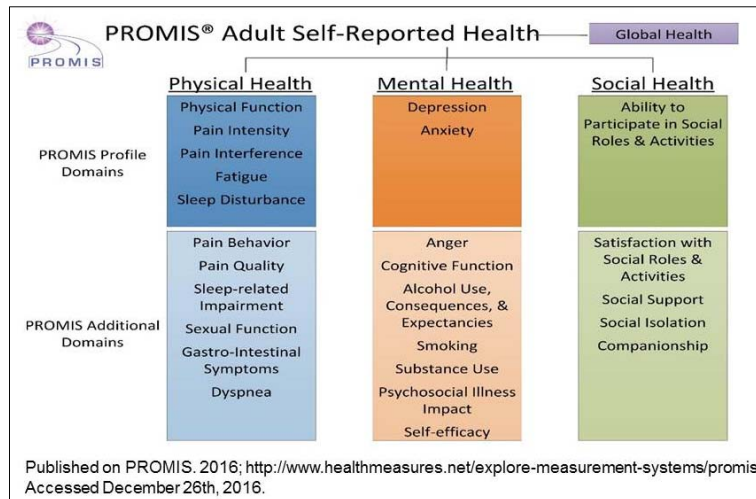 PROMIS® Adult Self-Reported Health
Global Health
PROMIS
Physical Health
Mental Health
Social Health
PROMIS Profile
Domains
Physical Function
Pain Intensity
Pain Interference
Fatigue
Sleep Disturbance
Depression
Anxiety
Ability to
Participate in Social
Roles & Activities
PROMIS Additional
Domains
Pain Behavior
Pain Quality
Sleep-related
Impairment
Sexual Function
Gastro-Intestinal
Symptoms
Dyspnea
Anger
Cognitive Function
Alcohol Use,
Consequences, &
Expectancies
Smoking
Substance Use
Psychosocial Illness
Impact
Self-efficacy
Satisfaction with
Social Roles &
Activities
Social Support
Social Isolation
Companionship
Published on PROMIS. 2016; http://www.healthmeasures.net/explore-measurement-systems/promis
Accessed December 26th, 2016.